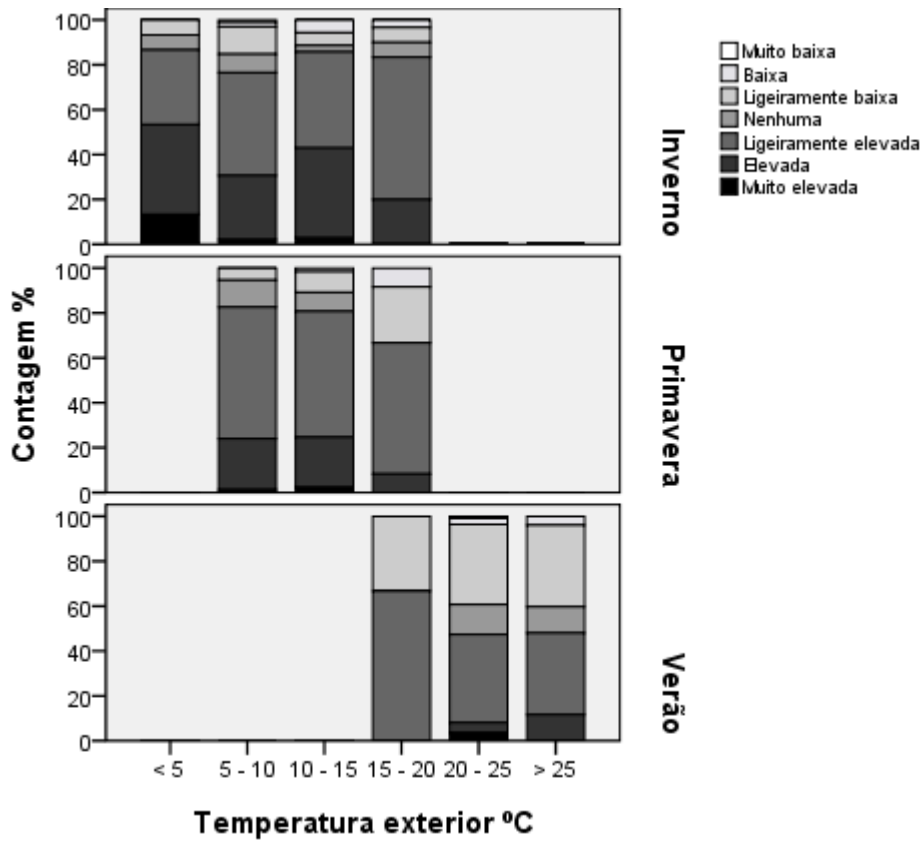 Contagem %
100
80
60
40
20
0
Inverno
100
80
60
40
20
0
Primavera
100
80
60
40
20
0
Verão
< 5 5 - 10 10 - 15 15 - 20 20 - 25 > 25
Temperatura exterior ºC
Muito baixa
Baixa
Ligeiramente baixa
Nenhuma
Ligeiramente elevada
Elevada
Muito elevada